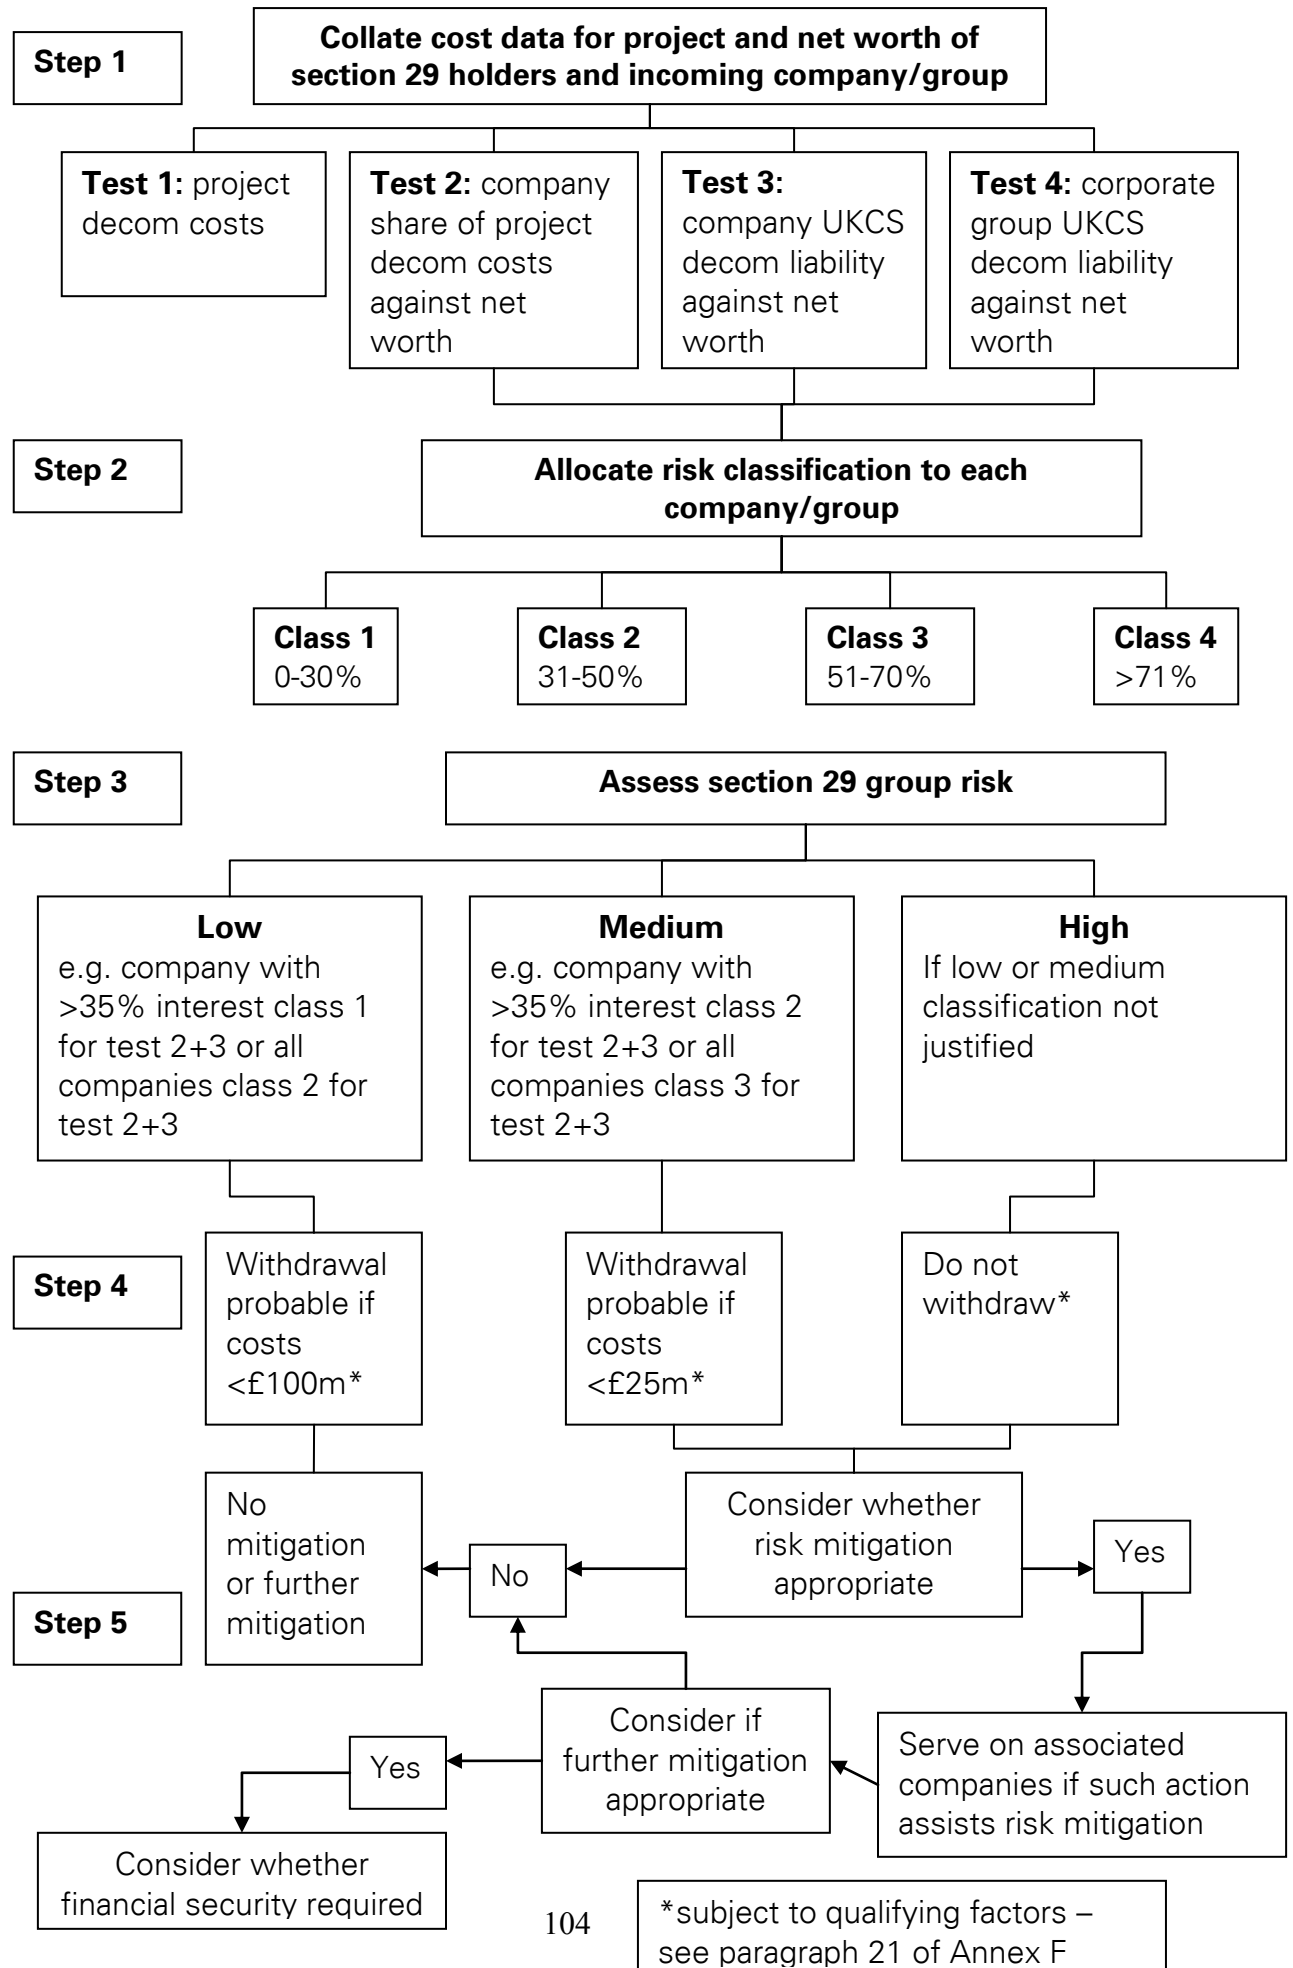 Step 1
Collate cost data for project and net worth of
section 29 holders and incoming company/group
Test 1: project
decom costs
Test 2: company
share of project
decom costs
against net
worth
Test 3:
company UKCS
decom liability
against net
worth
Test 4: corporate
group UKCS
decom liability
against net
worth
Step 2
Allocate risk classification to each
company/group
Class 1
0-30%
Class 2
31-50%
Class 3
51-70%
Class 4
>71%
Step 3
Assess section 29 group risk
Low
e.g. company with
>35% interest class 1
for test 2+3 or all
companies class 2 for
test 2+3
Medium
e.g. company with
>35% interest class 2
for test 2+3 or all
companies class 3 for
test 2+3
High
If low or medium
classification not
justified
Step 4
Withdrawal
probable if
costs
<£100m*
Withdrawal
probable if
costs
<£25m*
Do not
withdraw*
Step 5
No
mitigation
or further
mitigation
No
Consider whether
risk mitigation
appropriate
Yes
Serve on associated
companies if such action
assists risk mitigation
Consider if
further mitigation
appropriate
Yes
Consider whether
financial security required
104
*subject to qualifying factors –
see paragraph 21 of Annex F